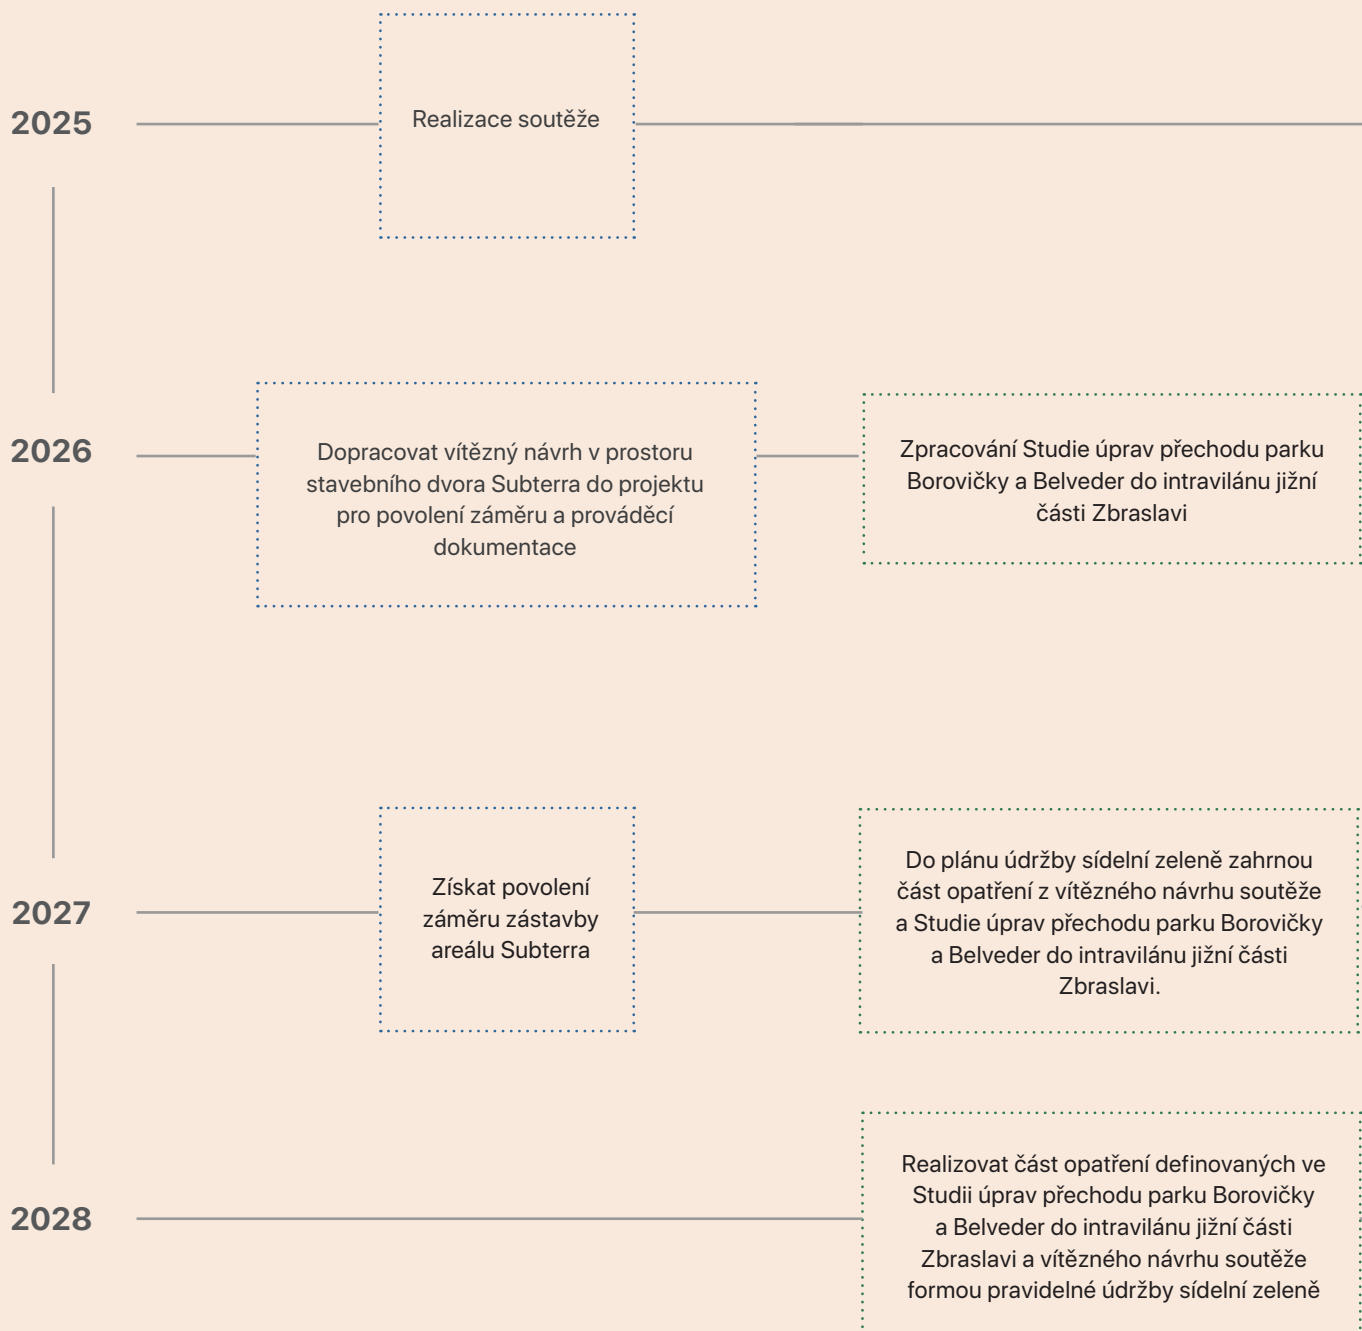 2025
Realizace soutěže
2026
Dopracovat vítězný návrh v prostoru
stavebního dvora Subterra do projektu
pro povolení záměru a prováděcí
dokumentace
Zpracování Studie úprav přechodu parku
Borovičky a Belveder do intravilánu jižní
části Zbraslavi
2027
Získat povolení
záměru zástavby
areálu Subterra
Do plánu údržby sídelní zeleně zahrnou
část opatření z vítězného návrhu soutěže
a Studie úprav přechodu parku Borovičky
a Belveder do intravilánu jižní části
Zbraslavi.
2028
Realizovat část opatření definovaných ve
Studii úprav přechodu parku Borovičky
a Belveder do intravilánu jižní části
Zbraslavi a vítězného návrhu soutěže
formou pravidelné údržby sídelní zeleně